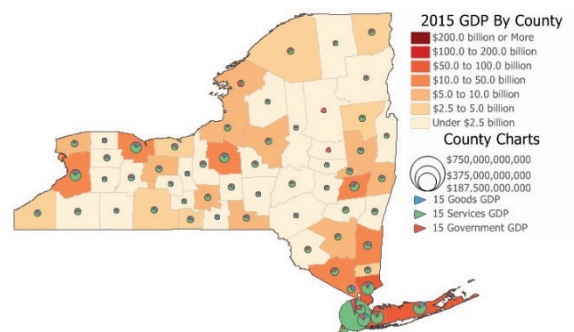 2015 GDP By County
$200.0 billion or More
$100.0 to 200.0 billion
$50.0 to 100.0 billion
$10.0 to 50.0 billion
$5.0 to 10.0 billion
$2.5 to 5.0 billion
Under $2.5 billion
County Charts
$750,000,000,000
$375,000,000,000
$187,500.000.000
15 Goods GDP
15 Services GDP
15 Government GDP